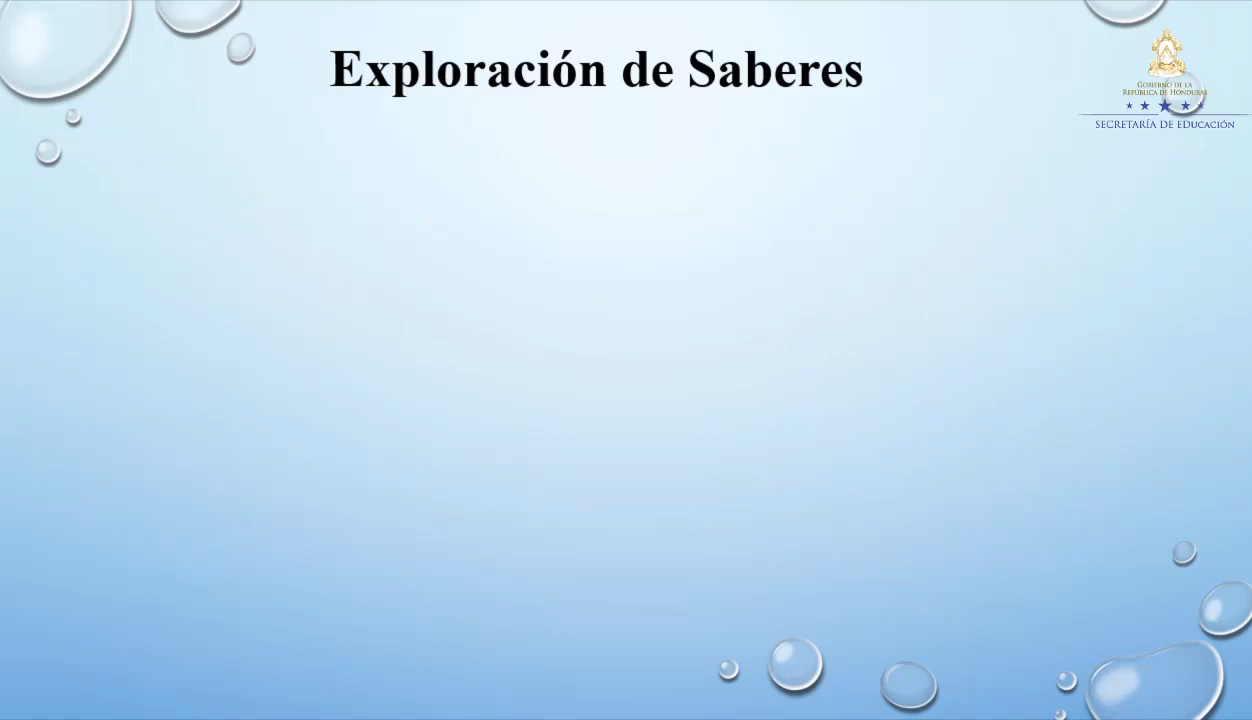 Exploración de Saberes
GOBIERNO DE LA
REPÚBLICA DE HONDURAS
SECRETARÍA DE EDUCACIÓN